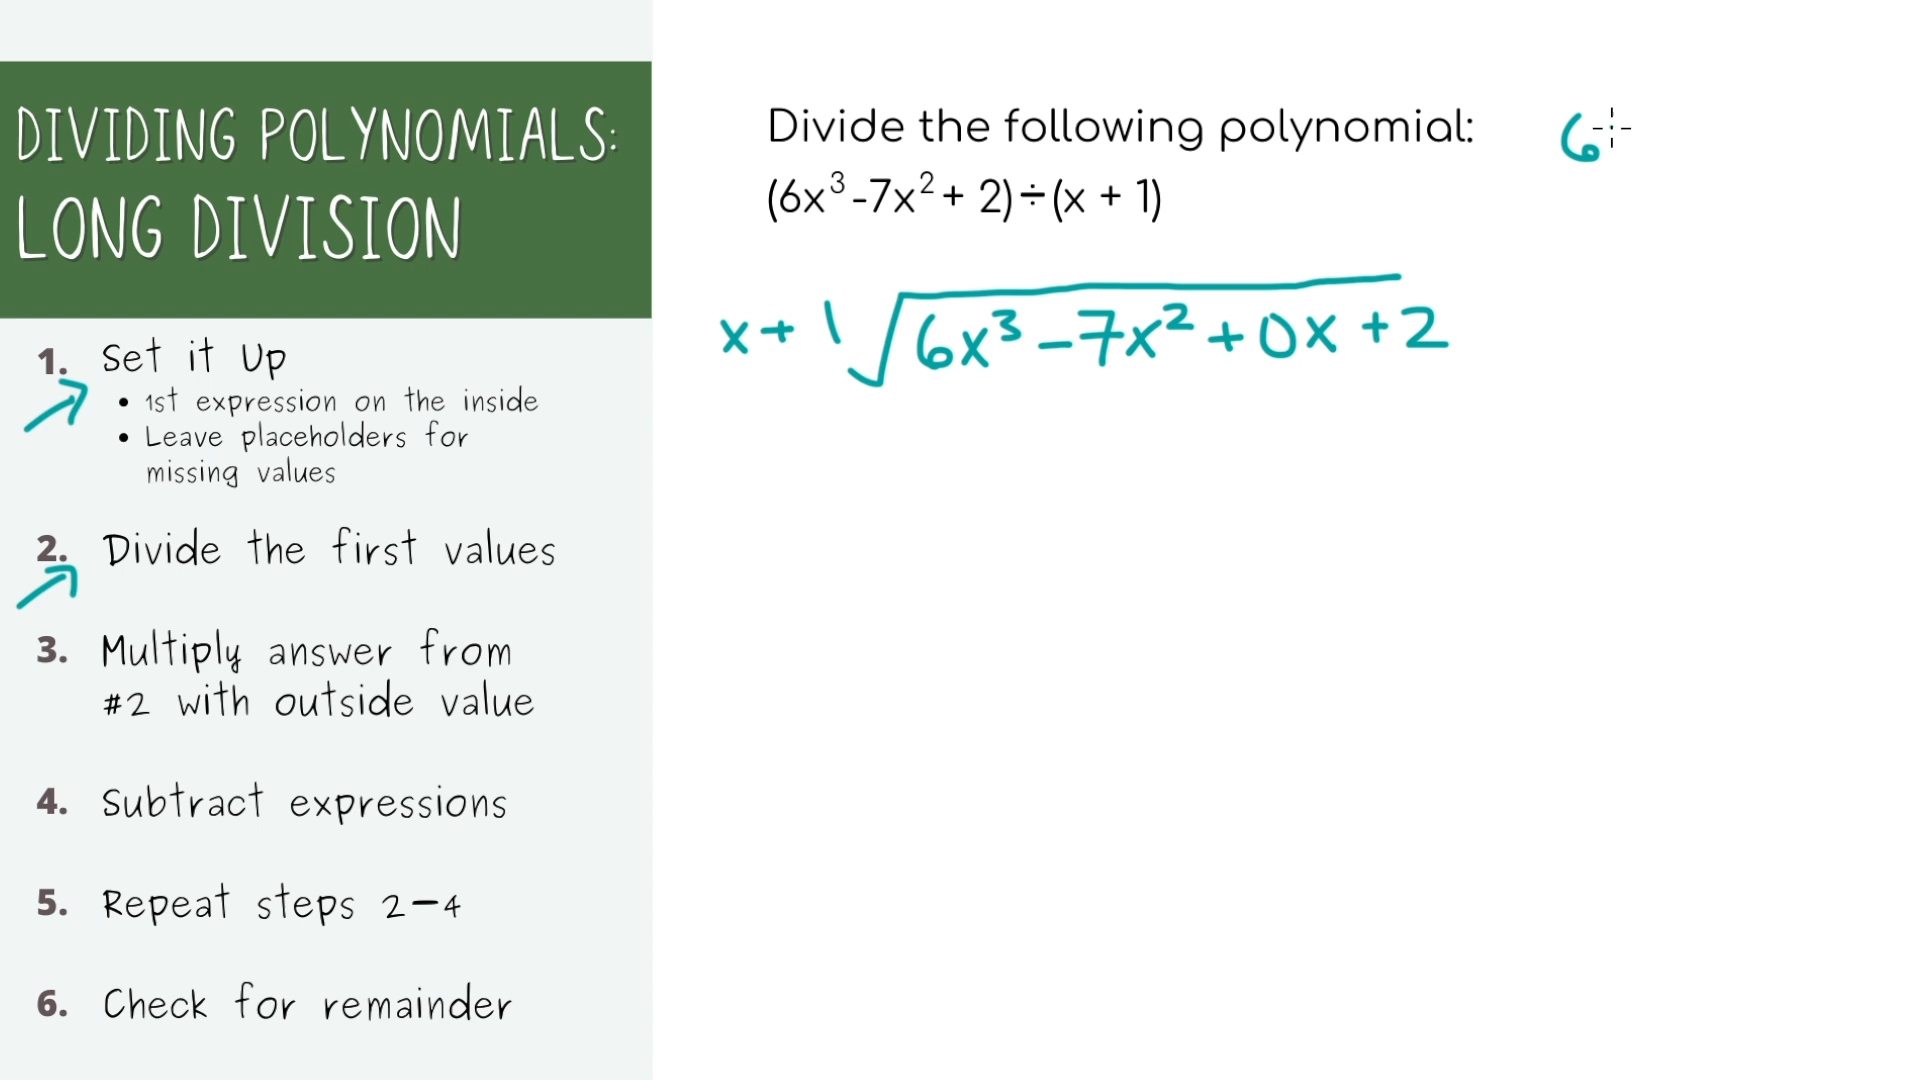 DIVIDING POLYNOMIALS:
LONG DIVISION
1. Set it Up
• 1st expression on the inside
• Leave placeholders for
missing values
2. Divide the first values
3. Multiply answer from
#2 with outside value
4. Subtract expressions
5. Repeat steps 2-4
6. Check for remainder
Divide the following polynomial:
(6x³-7x²+ 2)÷(x + 1)
6
x + 1 √6x³ - 7x² + 0x + 2